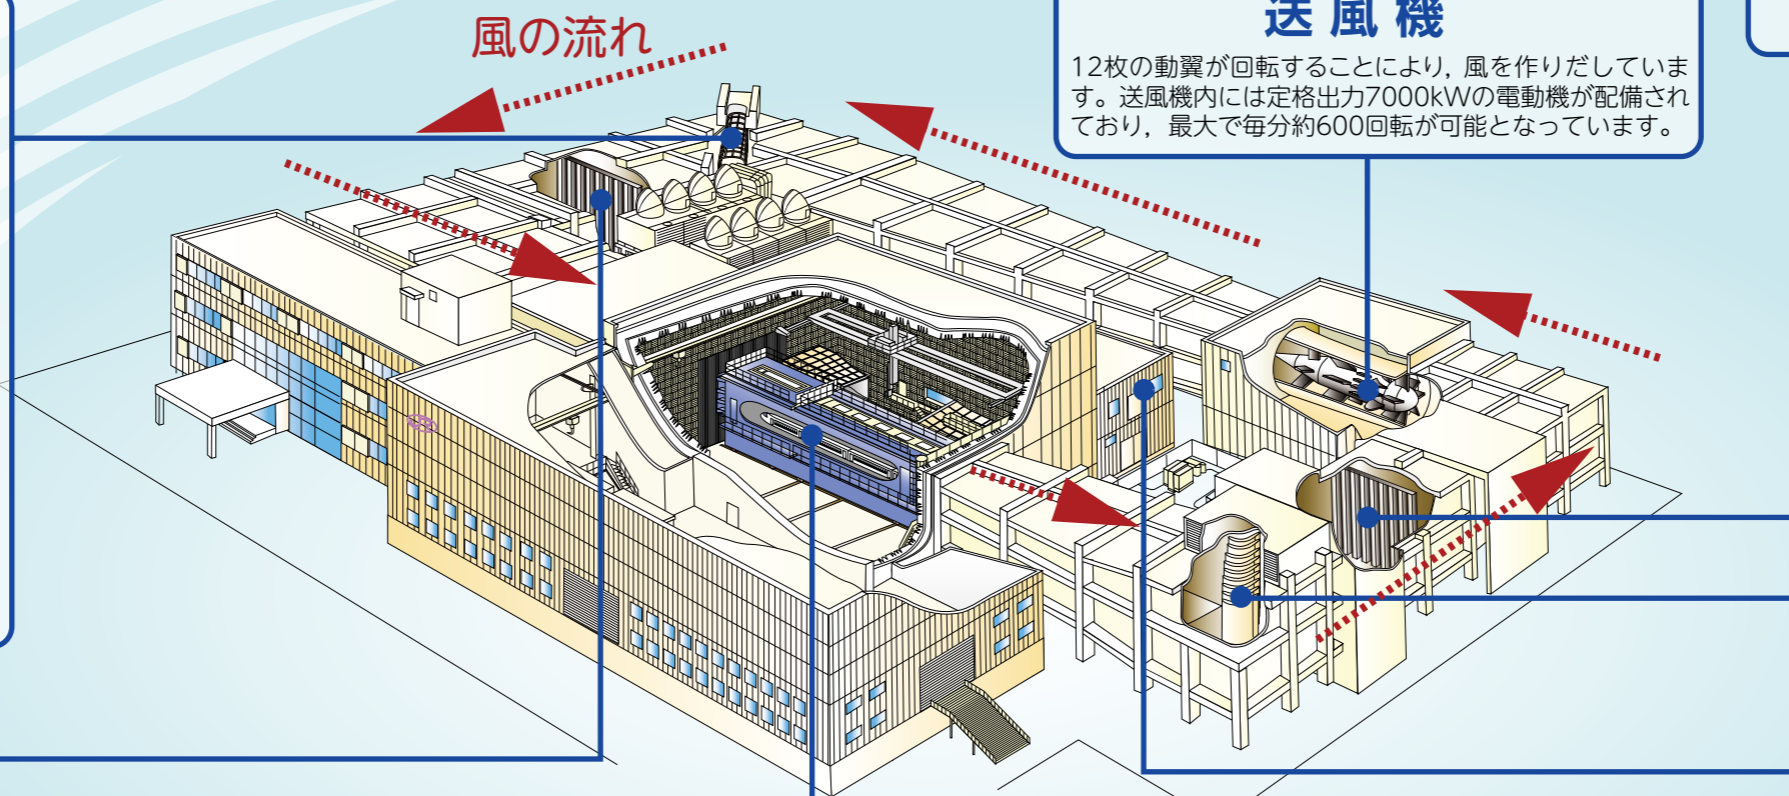 風の流れ
送風機
12枚の動翼が回転することにより，風を作りだしていま
す。送風機内には定格出力7000kWの電動機が配備され
ており，最大で毎分約600回転が可能となっています。